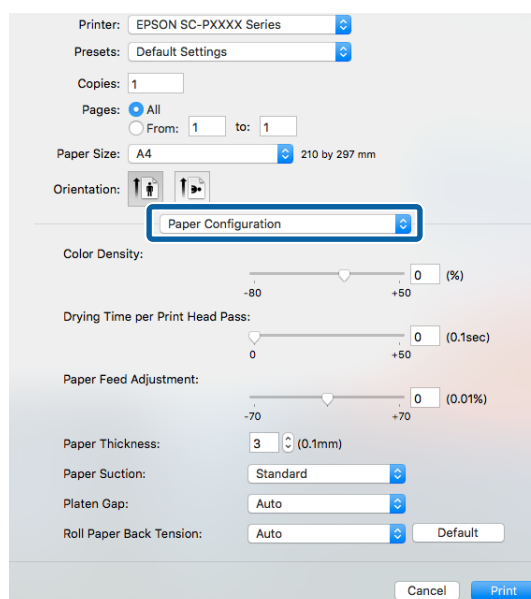 Printer: EPSON SC-PXXXX Series
Presets: Default Settings
Copies: 1
Pages: All
From: 1 to: 1
Paper Size: A4 210 by 297 mm
Orientation:
Paper Configuration
Color Density:
0 (%)
-80 +50
Drying Time per Print Head Pass:
0 (0.1sec)
0 +50
Paper Feed Adjustment:
0 (0.01%)
-70 +70
Paper Thickness: 3 (0.1mm)
Paper Suction: Standard
Platen Gap: Auto
Roll Paper Back Tension: Auto Default
Cancel Print